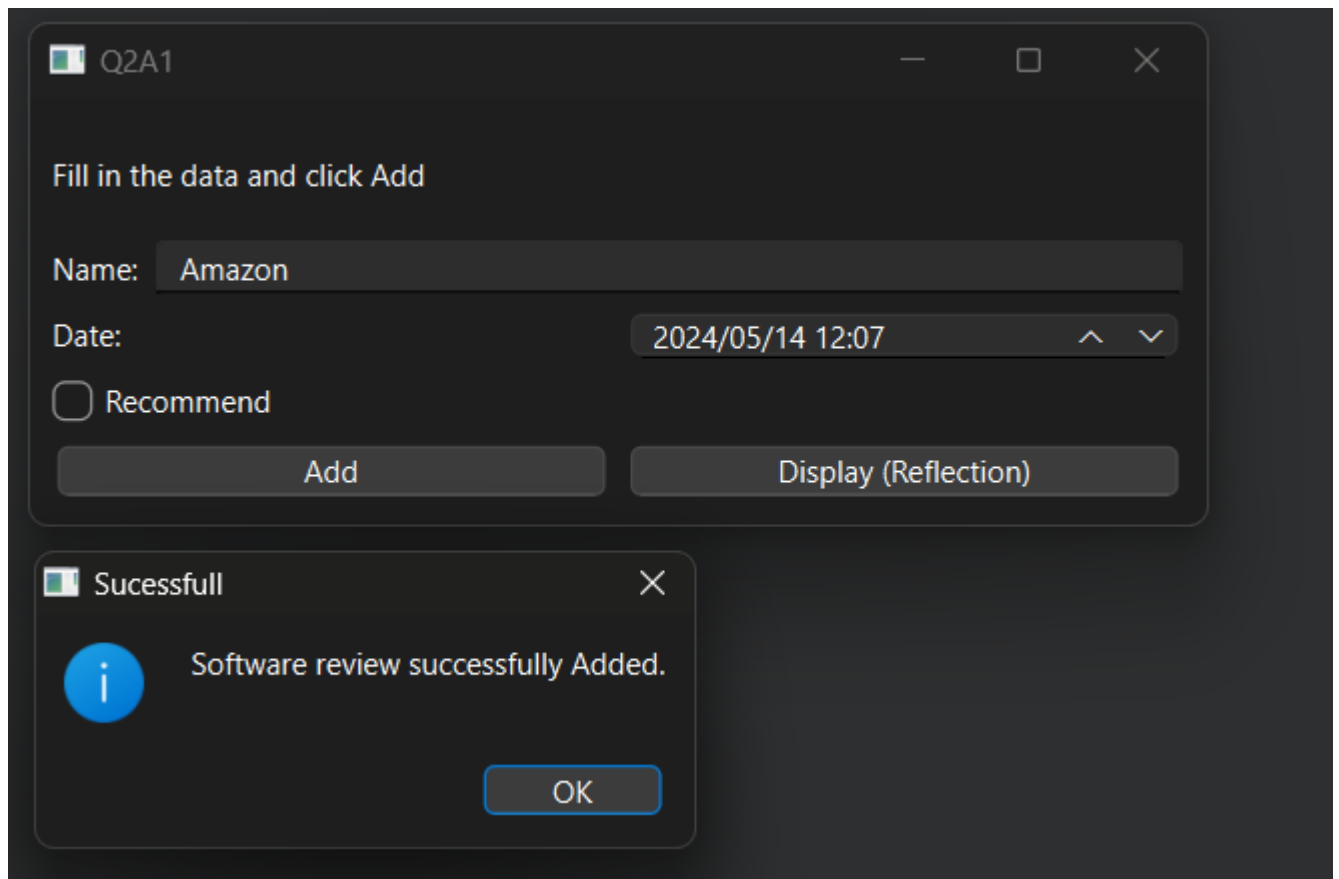 Q2A1
Fill in the data and click Add
Name: Amazon
Date: 2024/05/14 12:07
Recommend
Add Display (Reflection)
Sucessfull
Software review successfully Added.
OK